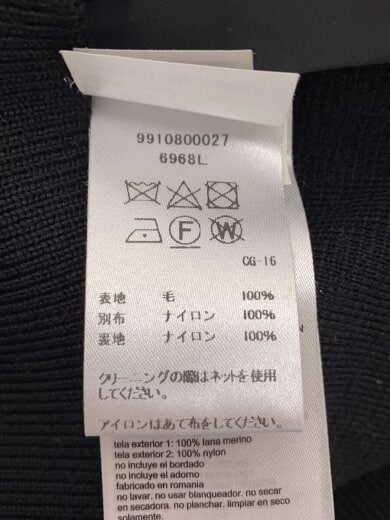 9910800027
6968L
F
W
CG-16
表地 毛 100%
別布 ナイロン 100%
裏地 ナイロン 100%
クリーニングの際はネットを使用
してください。
アイロンはあて布をしてください。
tela exterior 1: 100% lana merino
tela exterior 2: 100% nylon
no incluye el bordado
no incluye el adorno
fabricado en romania
no lavar. no usar blanqueador. no secar
en secadora. no planchar. limpiar en seco
solamente.